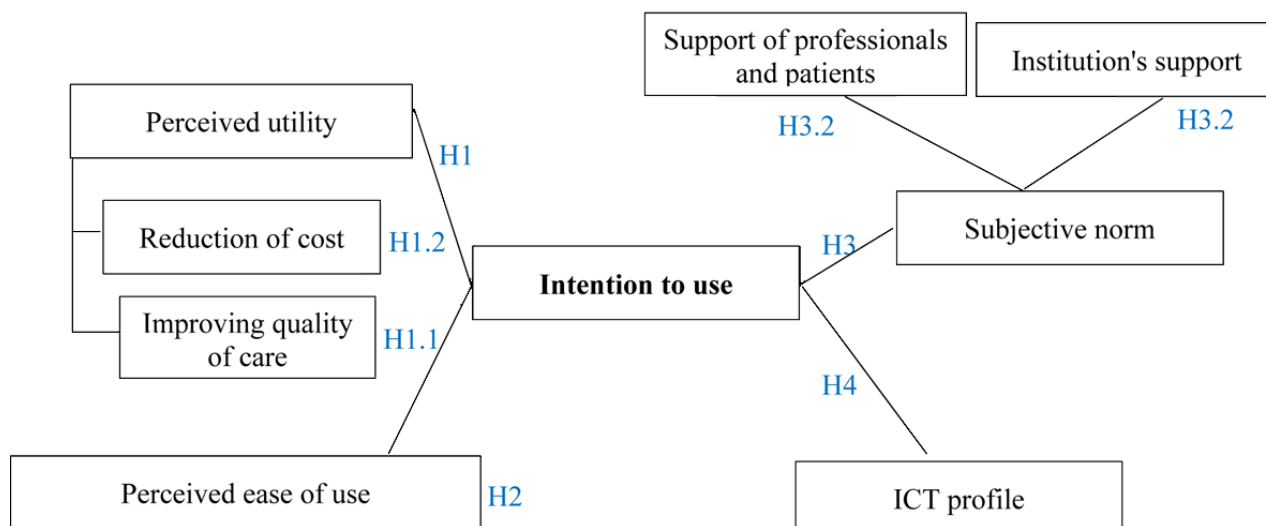 Support of professionals
and patients
Institution's support
H3.2
H3.2
Perceived utility
H1
Reduction of cost
H1.2
Improving quality
of care
H1.1
Intention to use
H3
Subjective norm
H4
Perceived ease of use
H2
ICT profile